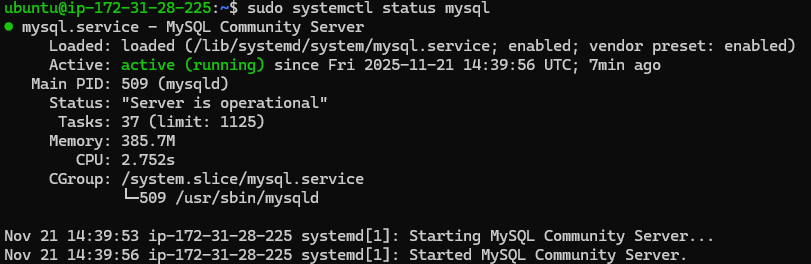 ubuntu@ip-172-31-28-225:~$ sudo systemctl status mysql
● mysql.service - MySQL Community Server
     Loaded: loaded (/lib/systemd/system/mysql.service; enabled; vendor preset: enabled)
     Active: active (running) since Fri 2025-11-21 14:39:56 UTC; 7min ago
   Main PID: 509 (mysqld)
     Status: "Server is operational"
      Tasks: 37 (limit: 1125)
     Memory: 385.7M
        CPU: 2.752s
     CGroup: /system.slice/mysql.service
             └─509 /usr/sbin/mysqld

Nov 21 14:39:53 ip-172-31-28-225 systemd[1]: Starting MySQL Community Server...
Nov 21 14:39:56 ip-172-31-28-225 systemd[1]: Started MySQL Community Server.